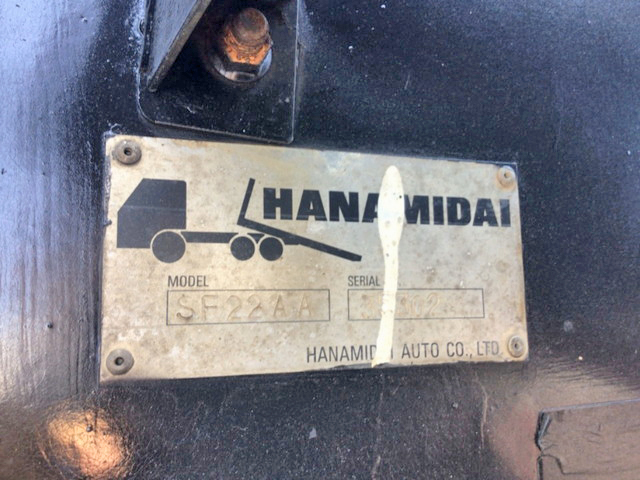 HANAMIDAI
MODEL
SERIAL
SF22AA
HANAMIDAI AUTO CO., LTD